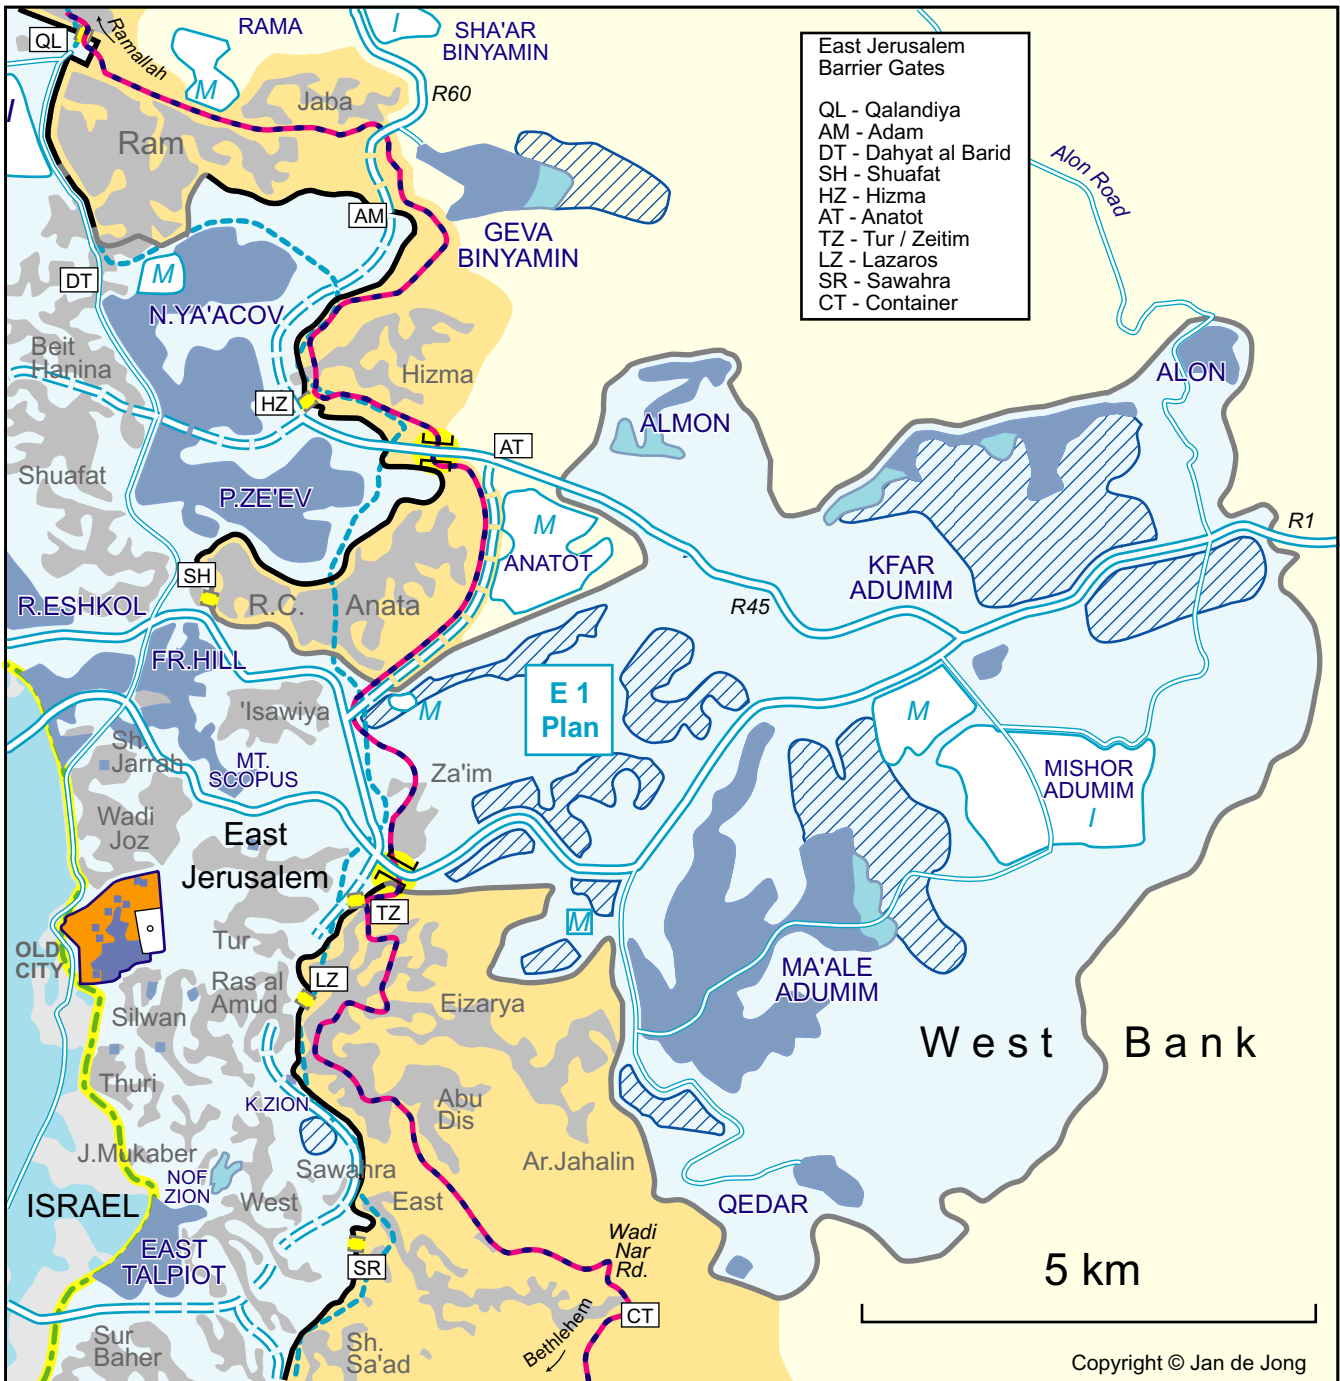 QL
Ramallah
RAMA
I
SHA'AR
BINYAMIN
East Jerusalem
Barrier Gates
QL - Qalandiya
AM - Adam
DT - Dahyat al Barid
SH - Shuafat
HZ - Hizma
AT - Anatot
TZ - Tur / Zeitim
LZ - Lazaros
SR - Sawahra
CT - Container
M
Jaba
R60
I
Ram
Alon Road
AM
GEVA
BINYAMIN
DT
M
N.YA'ACOV
Beit
Hanina
Hizma
ALON
HZ
ALMON
AT
Shuafat
P.ZE'EV
M
R1
ANATOT
SH
KFAR
ADUMIM
R.ESHKOL
R.C.
Anata
R45
FR.HILL
E 1
Plan
'Isawiya
M
M
Sh.
Jarrah
MT.
SCOPUS
Za'im
MISHOR
ADUMIM
I
Wadi
Joz
East
Jerusalem
TZ
M
OLD
CITY
Tur
LZ
MA'ALE
ADUMIM
Ras al
Amud
Eizarya
Silwan
West Bank
Thuri
K.ZION
Abu
Dis
J.Mukaber
Sawahra
Ar.Jahalin
NOF
ZION
West
East
QEDAR
ISRAEL
Wadi
Nar
Rd.
EAST
TALPIOT
SR
5 km
CT
Bethlehem
Sur
Baher
Sh.
Sa'ad
Copyright © Jan de Jong